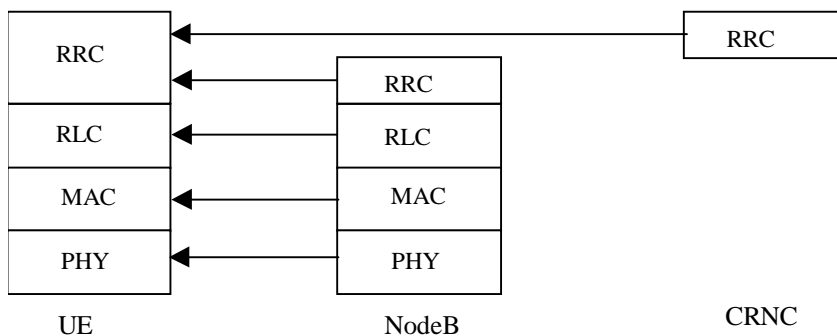 RRC
RRC
RRC
RLC
RLC
MAC
MAC
PHY
PHY
UE
NodeB
CRNC